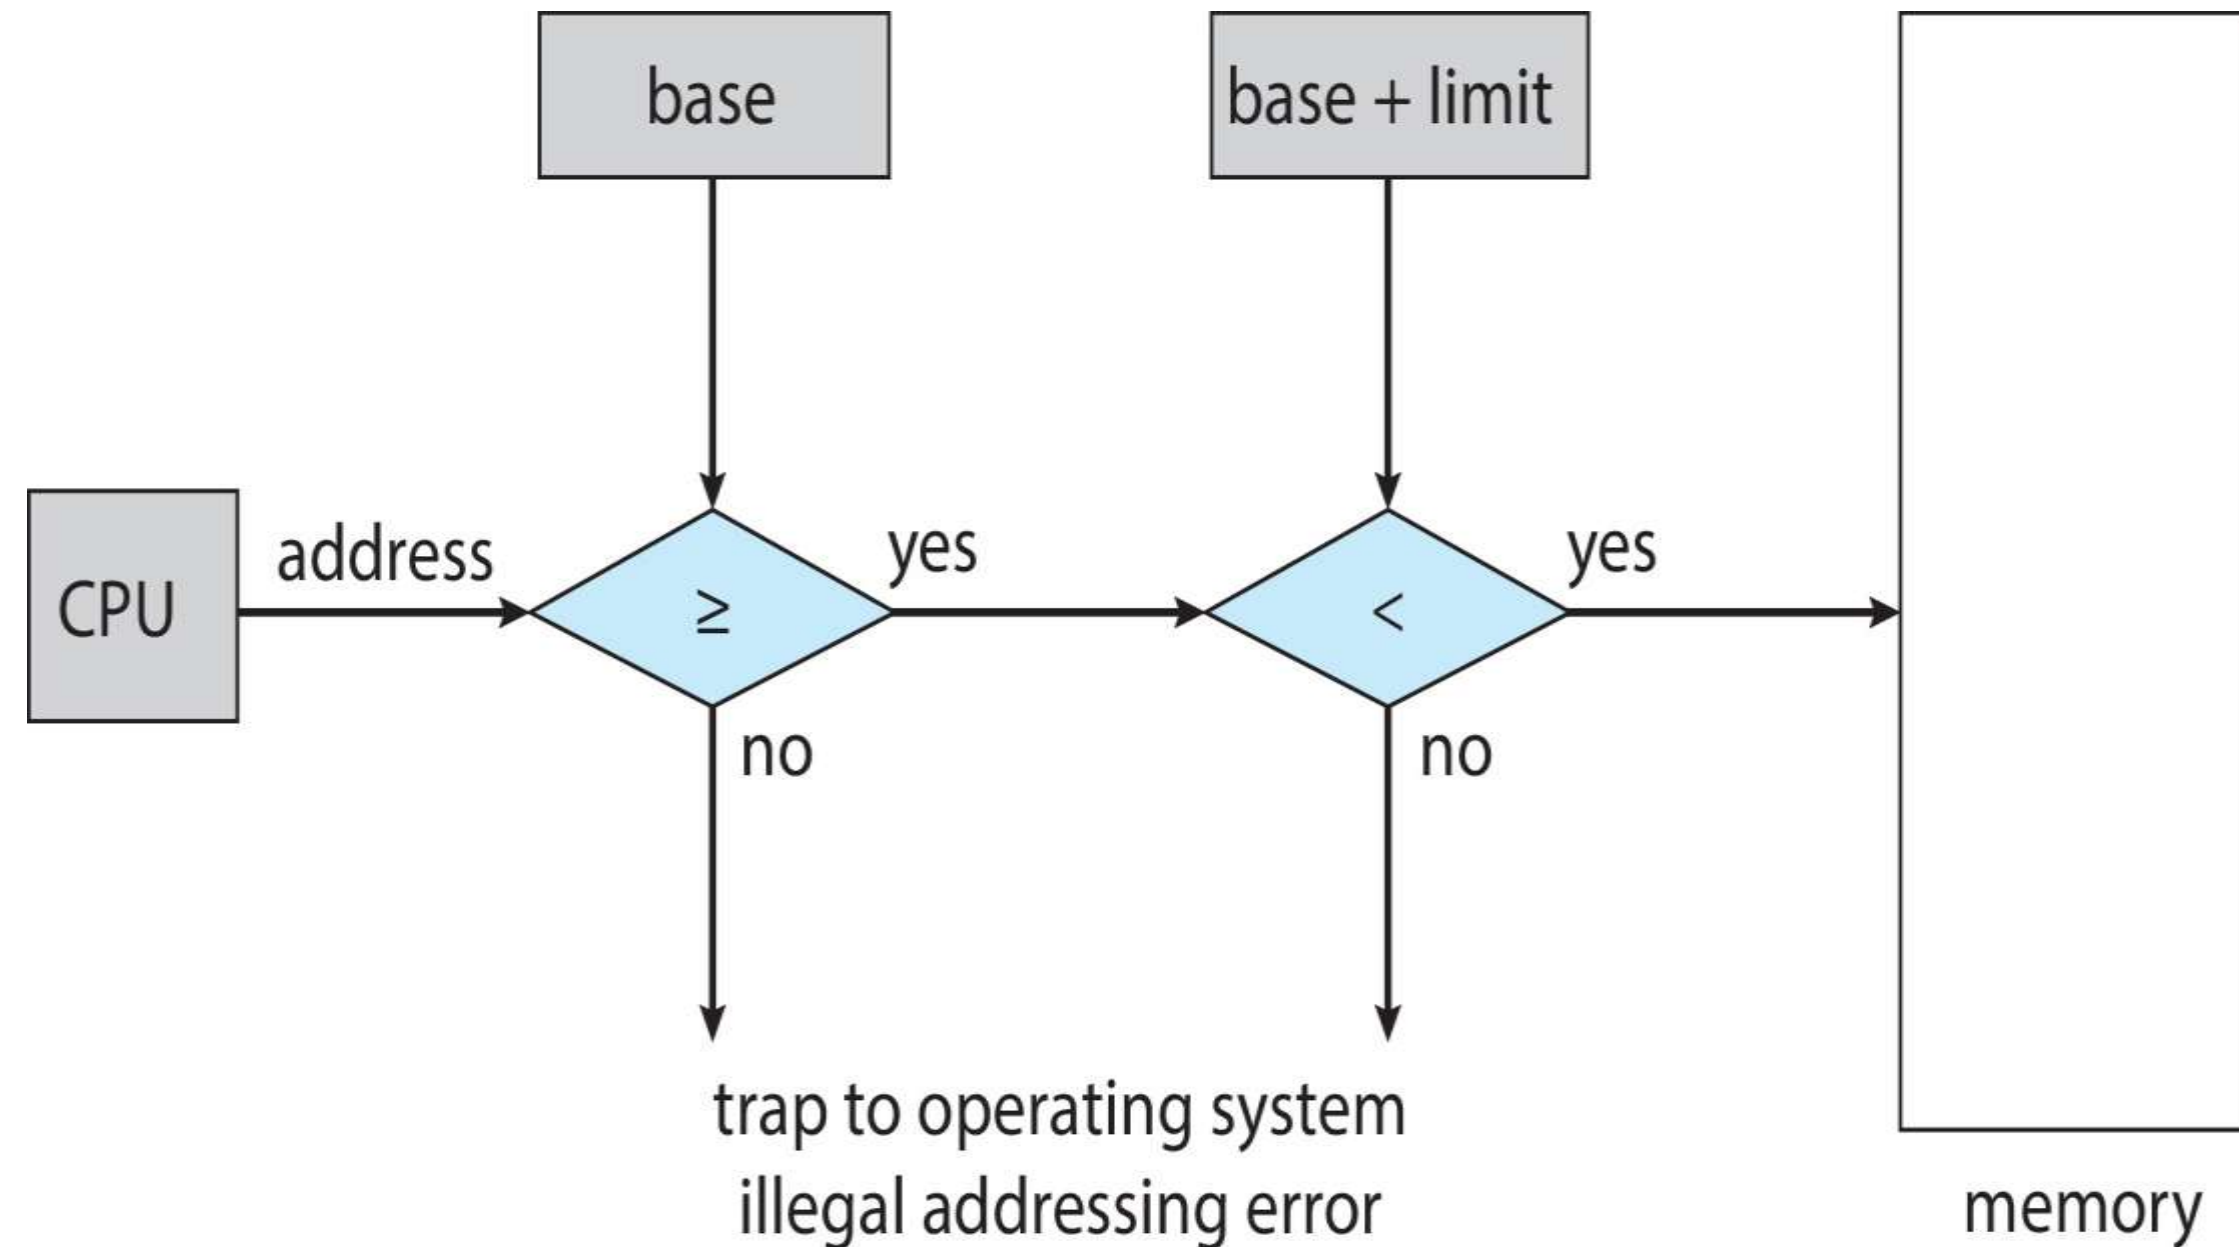 base
base + limit
CPU
address
≥
yes
<
yes
no
no
trap to operating system
illegal addressing error
memory